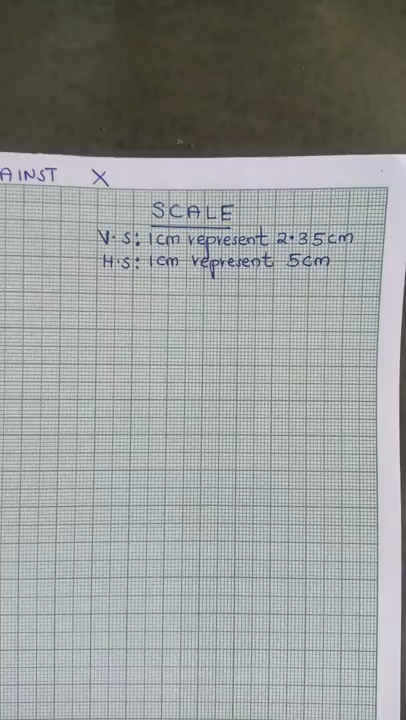 AINST X
SCALE
V.S: 1cm represent 2.35cm
H.S: 1cm represent 5cm